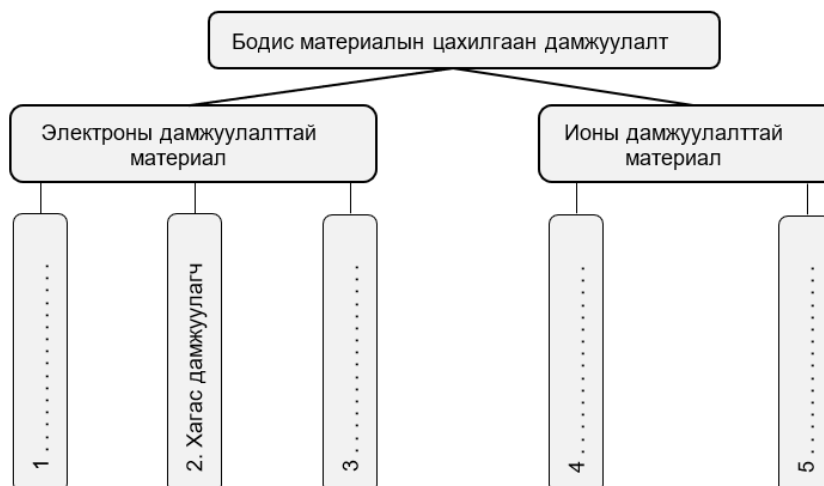 Бодис материалын цахилгаан дамжуулалт
Электроны дамжуулалттай
материал
Ионы дамжуулалттай
материал
1 . . . . . . . . . . . . . . . . .
2. Хагас дамжуулагч
3 . . . . . . . . . . . . . . . . .
4 . . . . . . . . . . . . . . . . .
5 . . . . . . . . . . . . . . . . .